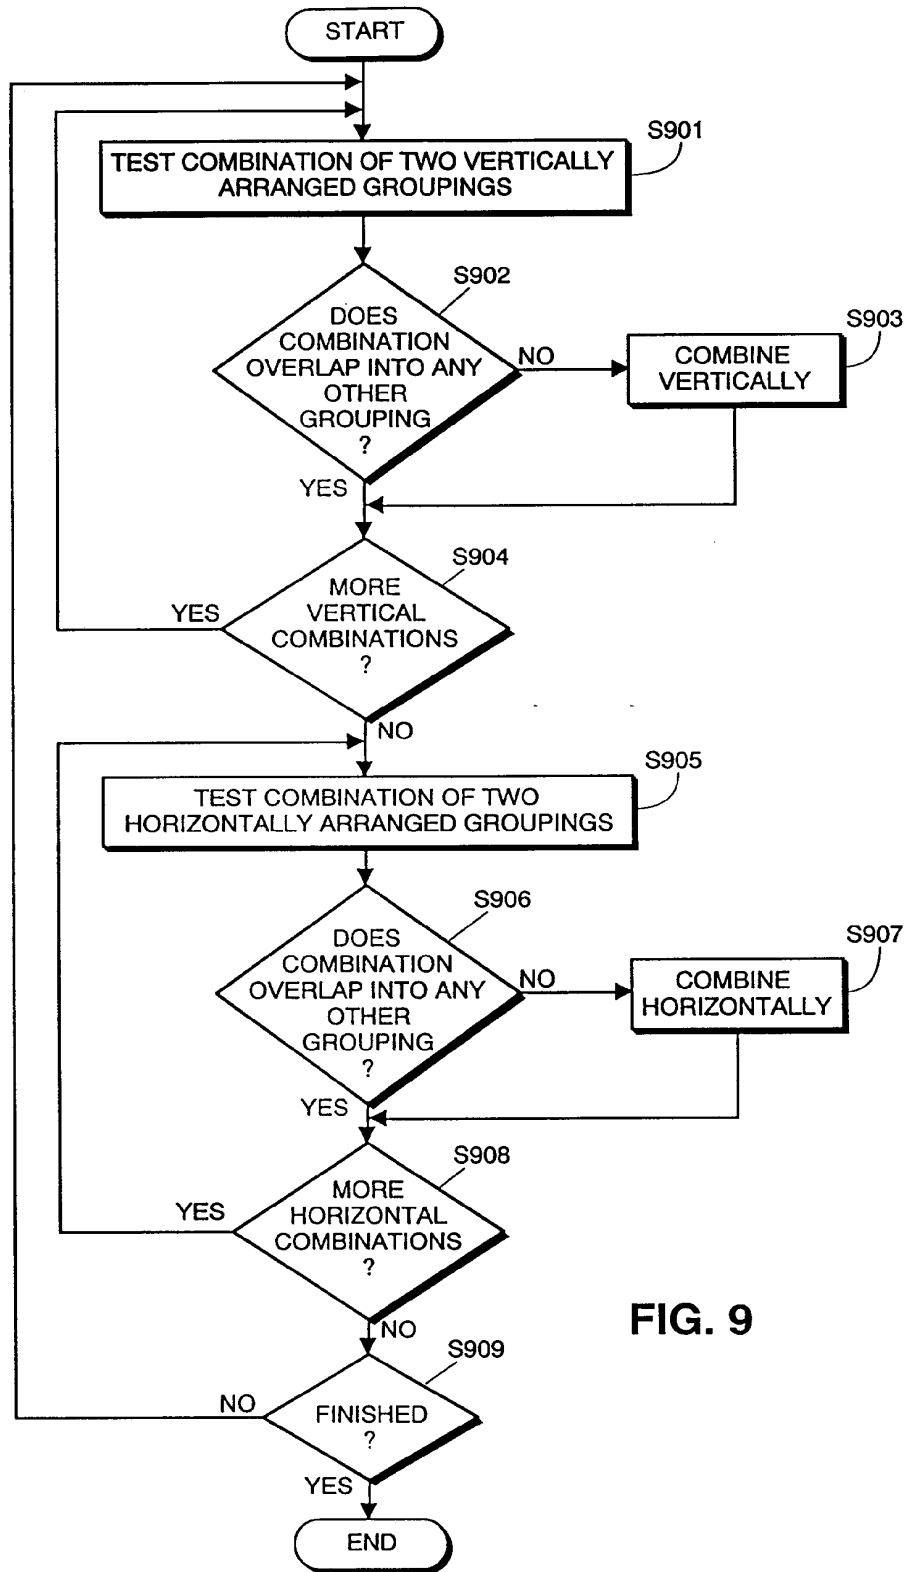 START
S901
TEST COMBINATION OF TWO VERTICALLY
ARRANGED GROUPINGS
S902
DOES
COMBINATION
OVERLAP INTO ANY
OTHER
GROUPING
?
NO
S903
COMBINE
VERTICALLY
YES
S904
MORE
VERTICAL
COMBINATIONS
?
YES
NO
S905
TEST COMBINATION OF TWO
HORIZONTALLY ARRANGED GROUPINGS
S906
DOES
COMBINATION
OVERLAP INTO ANY
OTHER
GROUPING
?
NO
S907
COMBINE
HORIZONTALLY
YES
S908
MORE
HORIZONTAL
COMBINATIONS
?
YES
NO
FIG. 9
S909
FINISHED
?
NO
YES
END